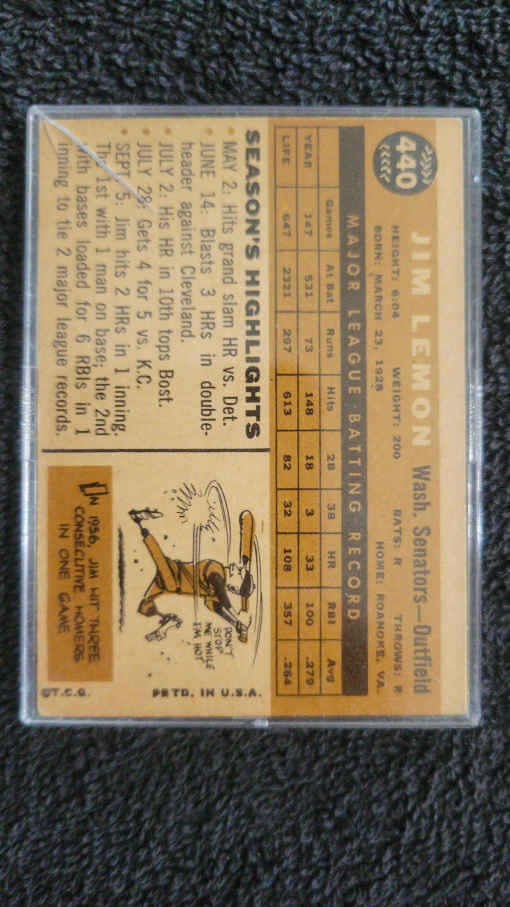 440
JIM LEMON Wash. Senators—Outfield
HEIGHT: 6:04 WEIGHT: 200 BATS: R THROWS: R
BORN: MARCH 23, 1928 HOME: ROANOKE, VA.
MAJOR LEAGUE BATTING RECORD
Games At Bat Runs Hits 2B 3B HR RBI Avg
YEAR 147 531 73 148 18 3 33 100 .279
LIFE 647 2321 297 613 82 32 108 357 .264
SEASON'S HIGHLIGHTS
• MAY 2: Hits grand slam HR vs. Det.
• JUNE 14: Blasts 3 HRs in double-
header against Cleveland.
• JULY 2: His HR in 10th tops Bost.
• JULY 28: Gets 4 for 5 vs. K.C.
• SEPT. 5: Jim hits 2 HRs in 1 inning.
The 1st with 1 man on base; the 2nd
with bases loaded for 6 RBIs in 1
inning to tie 2 major league records.
DON'T
STOP
ME WHILE
I'M HOT
IN 1956, JIM HIT THREE
CONSECUTIVE HOMERS
IN ONE GAME.
©T.C.G. PRTD. IN U.S.A.